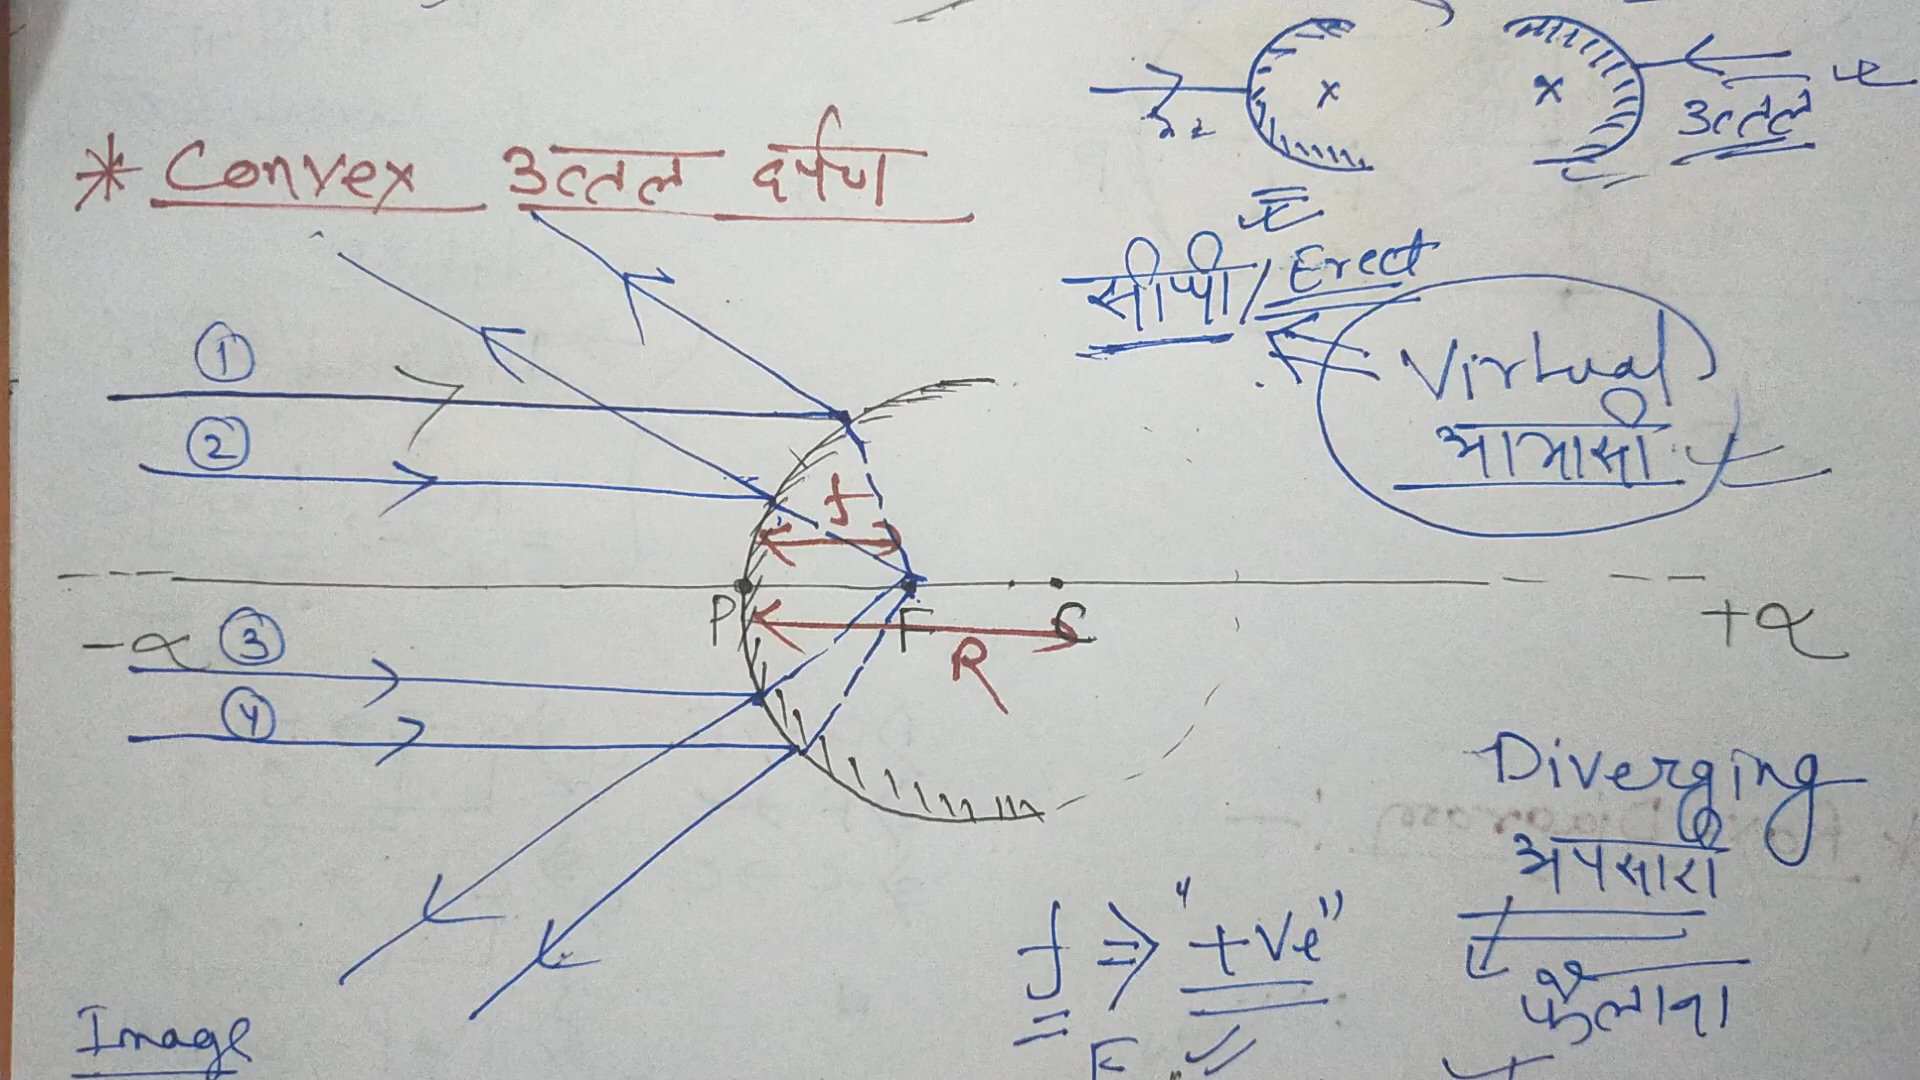 * Convex उत्तल दर्पण
उत्तल
सीधी / Erect
Virtual
आभासी
①
②
f
P F C
R
-α +α
③
④
Diverging
अपसारी
फैलाना
f ⇒ "+ve"
F
Image